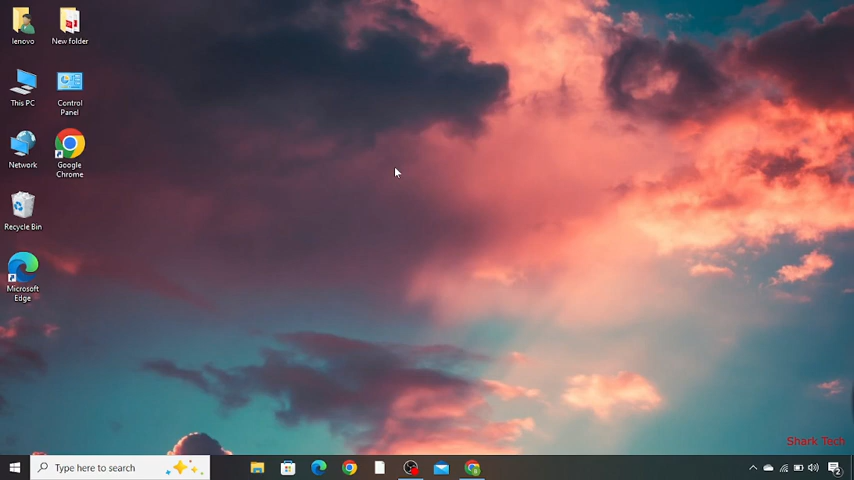 lenovo
New folder
This PC
Control
Panel
Network
Google
Chrome
Recycle Bin
Microsoft
Edge
Shark Tech
Type here to search
2